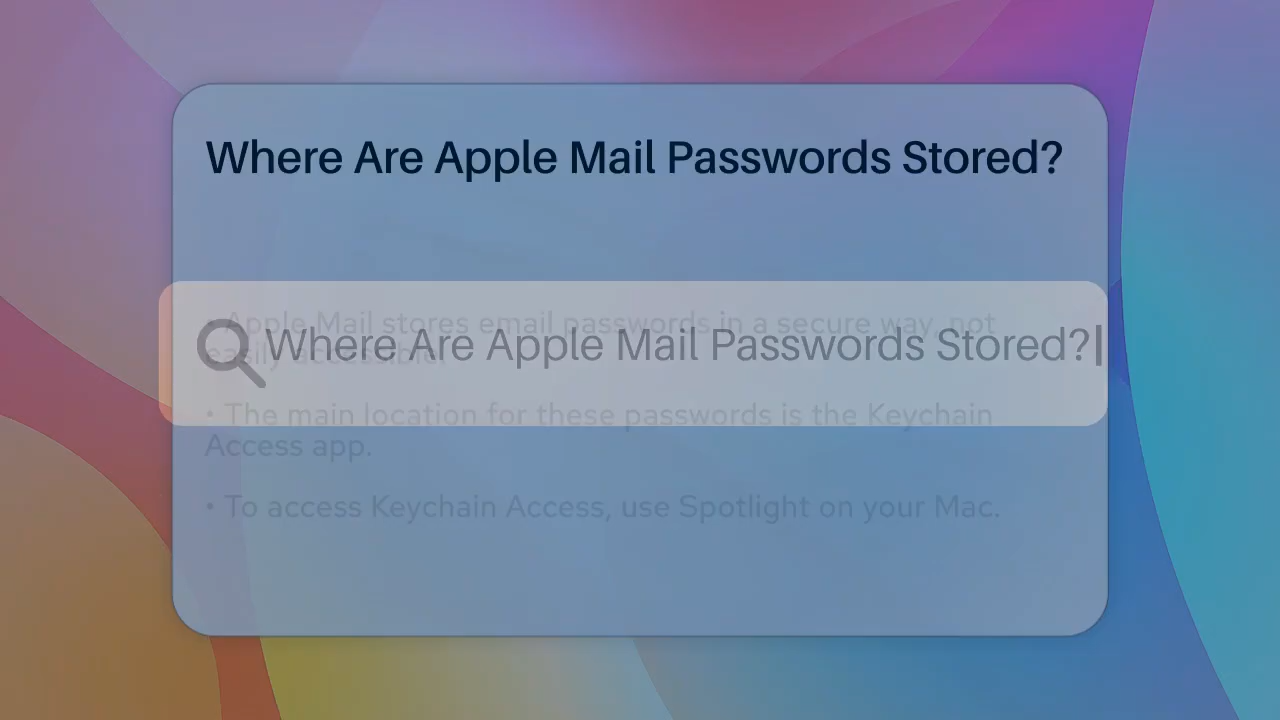 Where Are Apple Mail Passwords Stored?
• Apple Mail stores email passwords in a secure way, not
easily accessible.
Where Are Apple Mail Passwords Stored?
• The main location for these passwords is the Keychain
Access app.
• To access Keychain Access, use Spotlight on your Mac.